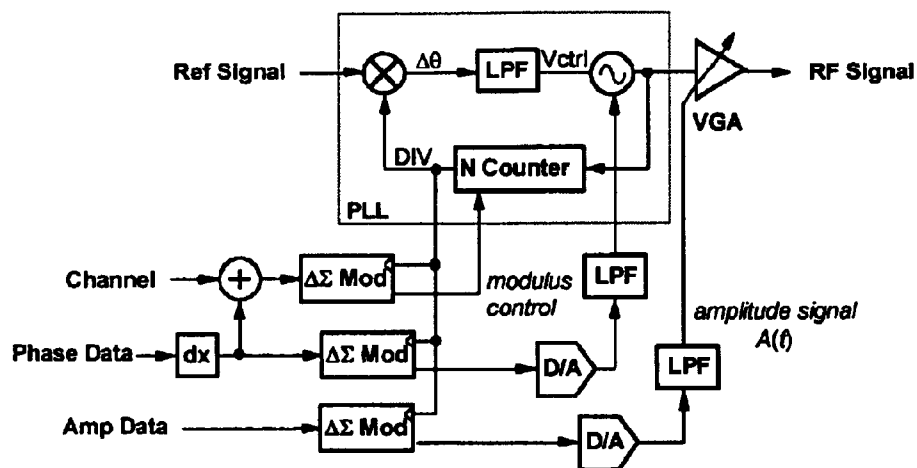 Ref Signal
Δθ
LPF
Vctrl
RF Signal
VGA
DIV
N Counter
PLL
Channel
+
ΔΣ Mod
modulus
control
LPF
amplitude signal
A(t)
Phase Data
dx
ΔΣ Mod
D/A
LPF
Amp Data
ΔΣ Mod
D/A